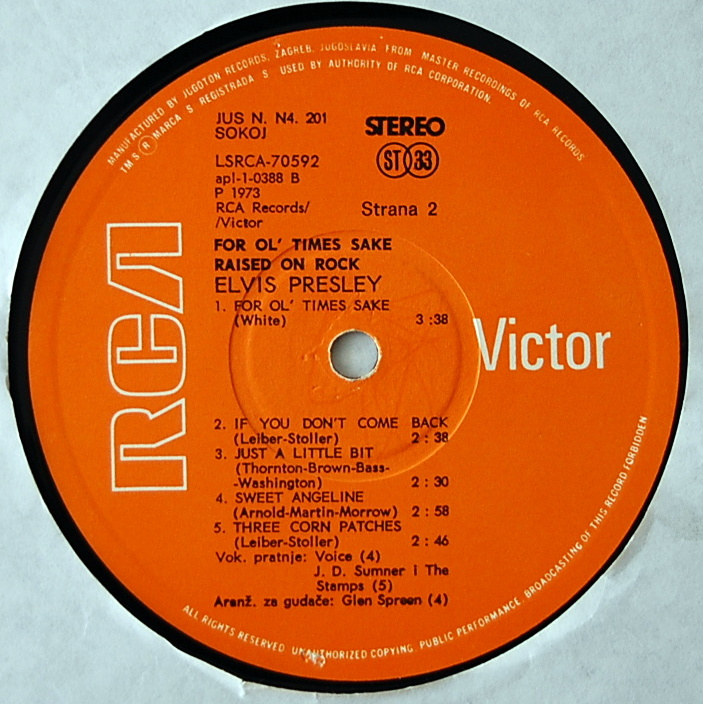 MANUFACTURED BY JUGOTON RECORDS, ZAGREB, JUGOSLAVIA FROM MASTER RECORDINGS OF RCA RECORDS
TM S ® MARCA S REGISTRADA S USED BY AUTHORITY OF RCA CORPORATION.
JUS N. N4. 201
SOKOJ
STEREO
ST 33
LSRCA-70592
apl-1-0388 B
P 1973
RCA Records/
/Victor
Strana 2
FOR OL' TIMES SAKE
RAISED ON ROCK
ELVIS PRESLEY
1. FOR OL' TIMES SAKE
(White) 3 :38
RCA
Victor
2. IF YOU DON'T COME BACK
(Leiber-Stoller) 2 : 38
3. JUST A LITTLE BIT
(Thornton-Brown-Bass-
-Washington) 2 : 30
4. SWEET ANGELINE
(Arnold-Martin-Morrow) 2 : 58
5. THREE CORN PATCHES
(Leiber-Stoller) 2 : 46
Vok. pratnje: Voice (4)
J. D. Sumner i The
Stamps (5)
Aranž. za gudače: Glen Spreen (4)
ALL RIGHTS RESERVED UNAUTHORIZED COPYING, PUBLIC PERFORMANCE, BROADCASTING OF THIS RECORD FORBIDDEN